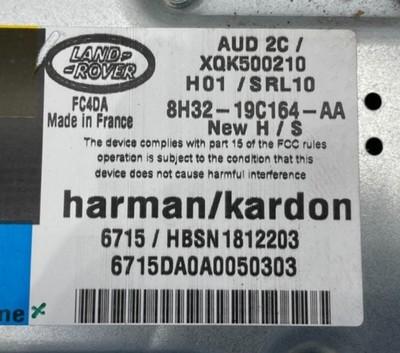 LAND-
-ROVER
AUD 2C /
XQK500210
H01 / SRL10
FC4DA
Made in France
8H32-19C164-AA
New H / S
The device complies with part 15 of the FCC rules
operation is subject to the condition that this
device does not cause harmful interference
harman/kardon
6715 / HBSN1812203
6715DA0A0050303